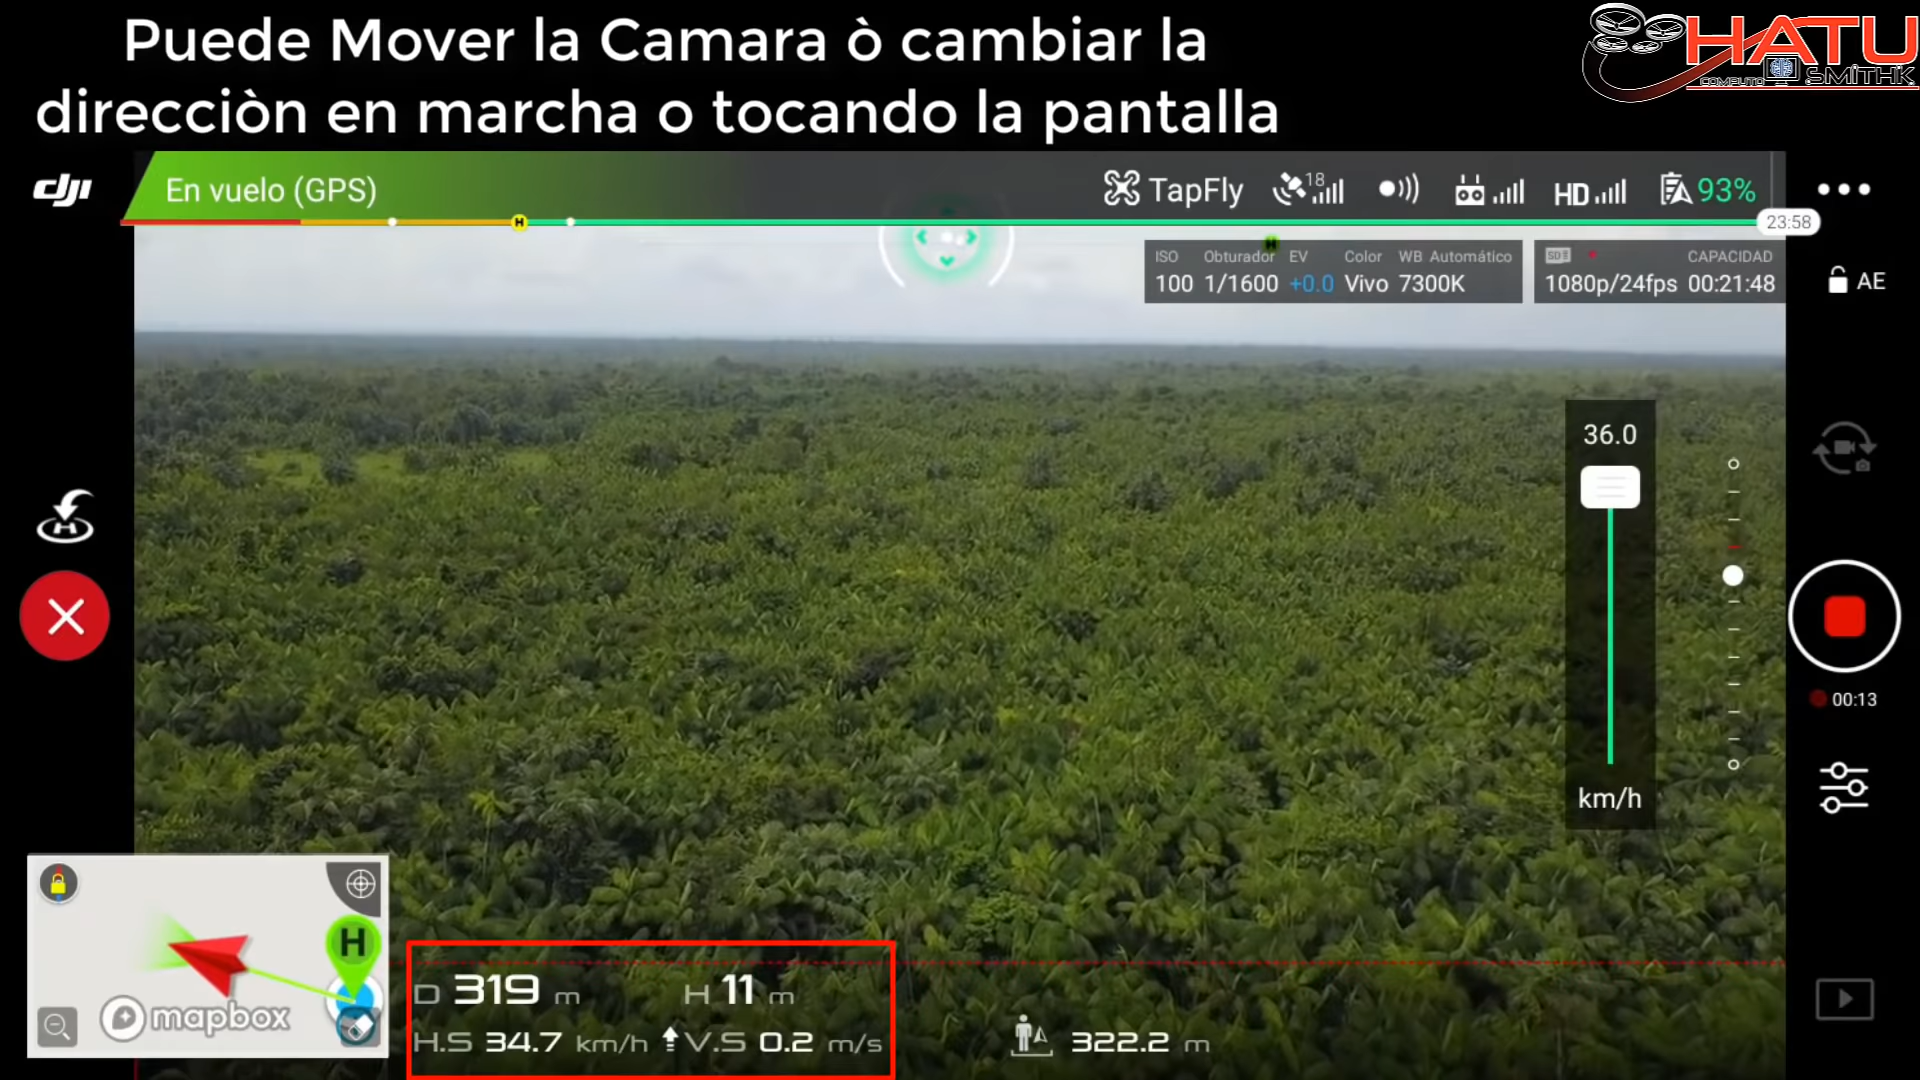 Puede Mover la Camara ò cambiar la
direcciòn en marcha o tocando la pantalla
HATU
COMPUTO SMITHK
dji
En vuelo (GPS)
TapFly
18
HD
93%
23:58
ISO Obturador EV Color WB Automático
100 1/1600 +0.0 Vivo 7300K
SD CAPACIDAD
1080p/24fps 00:21:48
AE
36.0
km/h
00:13
H
mapbox
D 319 m H 11 m
H.S 34.7 km/h V.S 0.2 m/s
322.2 m